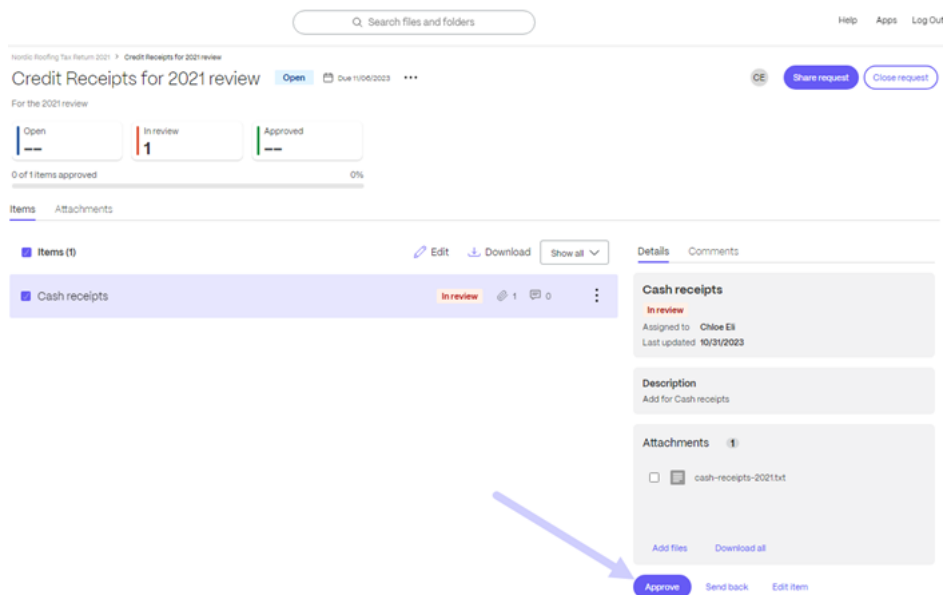 Search files and folders
Help Apps Log Out
Nordic Roofing Tax Return 2021 > Credit Receipts for 2021 review
Credit Receipts for 2021 review Open Due 11/06/2023 •••
CE Share request Close request
For the 2021 review
Open In review Approved
-- 1 --
0 of 1 items approved 0%
Items Attachments
Items (1) Edit Download Show all
Cash receipts In review 1 0
Details Comments
Cash receipts
In review
Assigned to Chloe Eli
Last updated 10/31/2023
Description
Add for Cash receipts
Attachments 1
cash-receipts-2021.txt
Add files Download all
Approve Send back Edit item